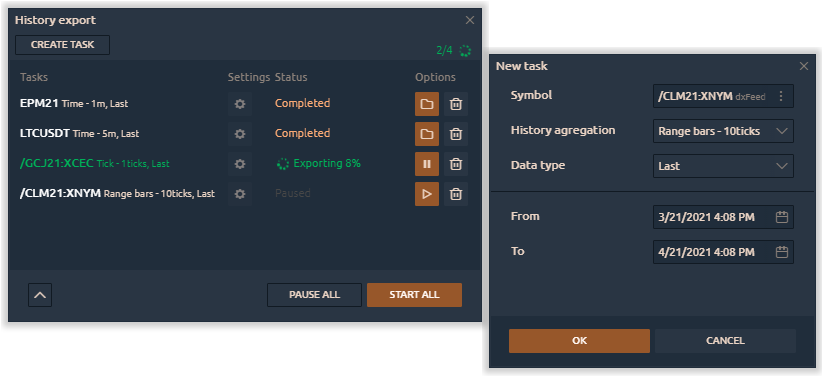 History export
CREATE TASK
2/4
Tasks Settings Status Options
EPM21 Time - 1m, Last Completed
LTCUSDT Time - 5m, Last Completed
/GCJ21:XCEC Tick - 1ticks, Last Exporting 8%
/CLM21:XNYM Range bars - 10ticks, Last Paused
PAUSE ALL START ALL
New task
Symbol /CLM21:XNYM dxFeed
History agregation Range bars - 10ticks
Data type Last
From 3/21/2021 4:08 PM
To 4/21/2021 4:08 PM
OK CANCEL